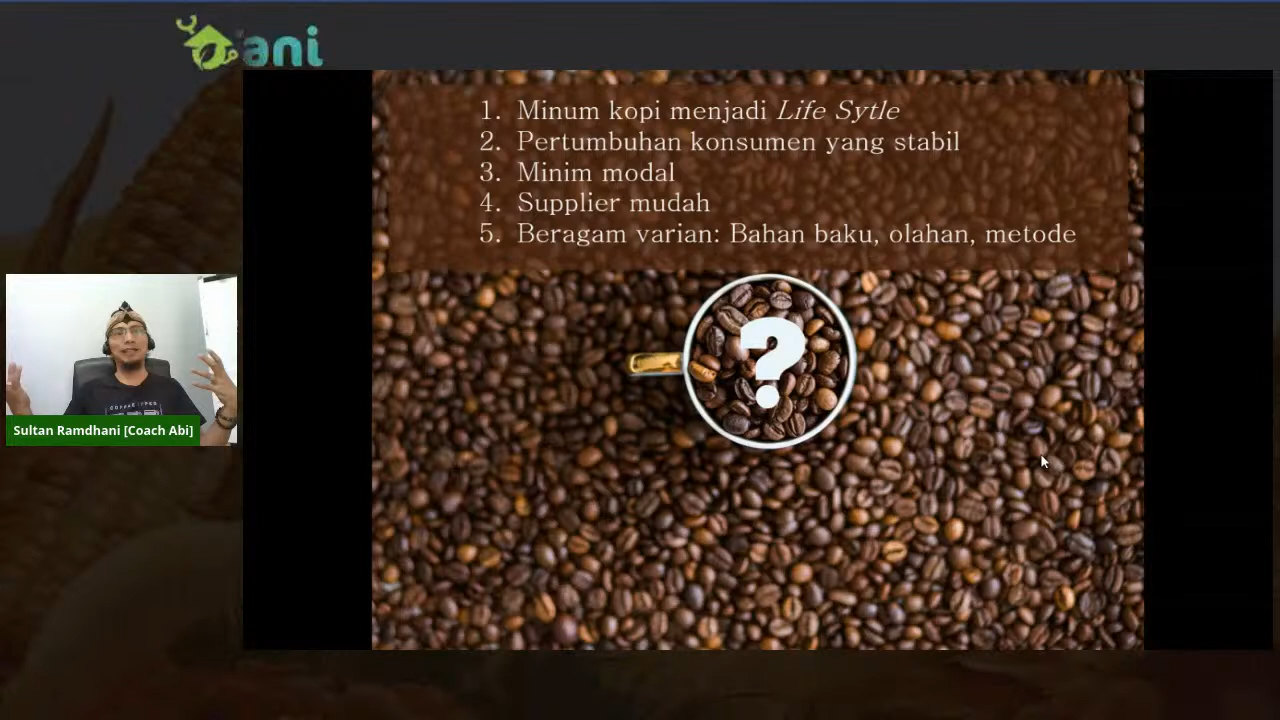 ani
1. Minum kopi menjadi Life Sytle
2. Pertumbuhan konsumen yang stabil
3. Minim modal
4. Supplier mudah
5. Beragam varian: Bahan baku, olahan, metode
?
Sultan Ramdhani [Coach Abi]